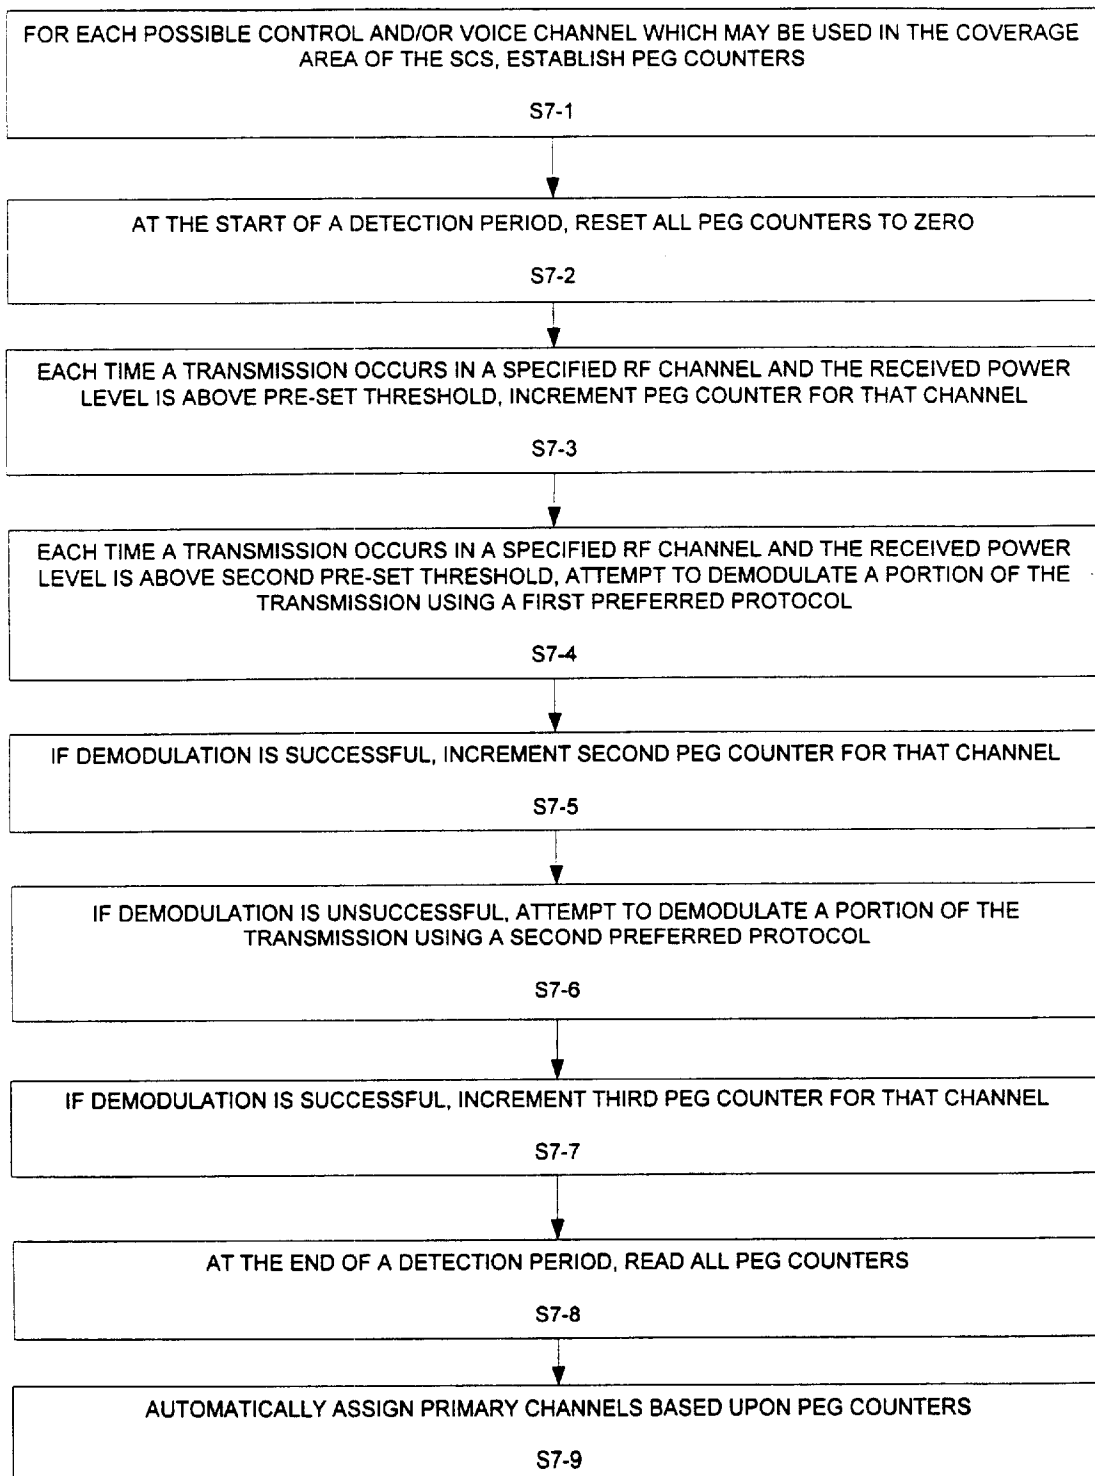 FOR EACH POSSIBLE CONTROL AND/OR VOICE CHANNEL WHICH MAY BE USED IN THE COVERAGE
AREA OF THE SCS, ESTABLISH PEG COUNTERS
S7-1
AT THE START OF A DETECTION PERIOD, RESET ALL PEG COUNTERS TO ZERO
S7-2
EACH TIME A TRANSMISSION OCCURS IN A SPECIFIED RF CHANNEL AND THE RECEIVED POWER
LEVEL IS ABOVE PRE-SET THRESHOLD, INCREMENT PEG COUNTER FOR THAT CHANNEL
S7-3
EACH TIME A TRANSMISSION OCCURS IN A SPECIFIED RF CHANNEL AND THE RECEIVED POWER
LEVEL IS ABOVE SECOND PRE-SET THRESHOLD, ATTEMPT TO DEMODULATE A PORTION OF THE
TRANSMISSION USING A FIRST PREFERRED PROTOCOL
S7-4
IF DEMODULATION IS SUCCESSFUL, INCREMENT SECOND PEG COUNTER FOR THAT CHANNEL
S7-5
IF DEMODULATION IS UNSUCCESSFUL, ATTEMPT TO DEMODULATE A PORTION OF THE
TRANSMISSION USING A SECOND PREFERRED PROTOCOL
S7-6
IF DEMODULATION IS SUCCESSFUL, INCREMENT THIRD PEG COUNTER FOR THAT CHANNEL
S7-7
AT THE END OF A DETECTION PERIOD, READ ALL PEG COUNTERS
S7-8
AUTOMATICALLY ASSIGN PRIMARY CHANNELS BASED UPON PEG COUNTERS
S7-9